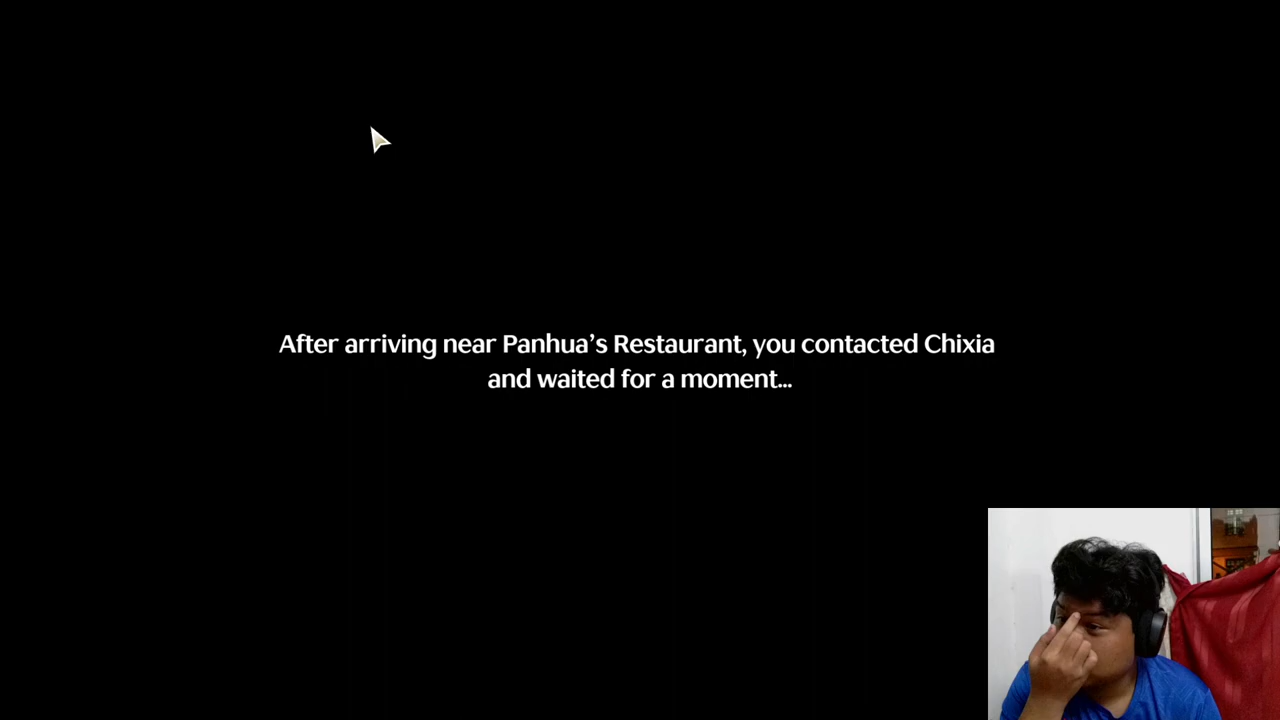 After arriving near Panhua’s Restaurant, you contacted Chixia
and waited for a moment...